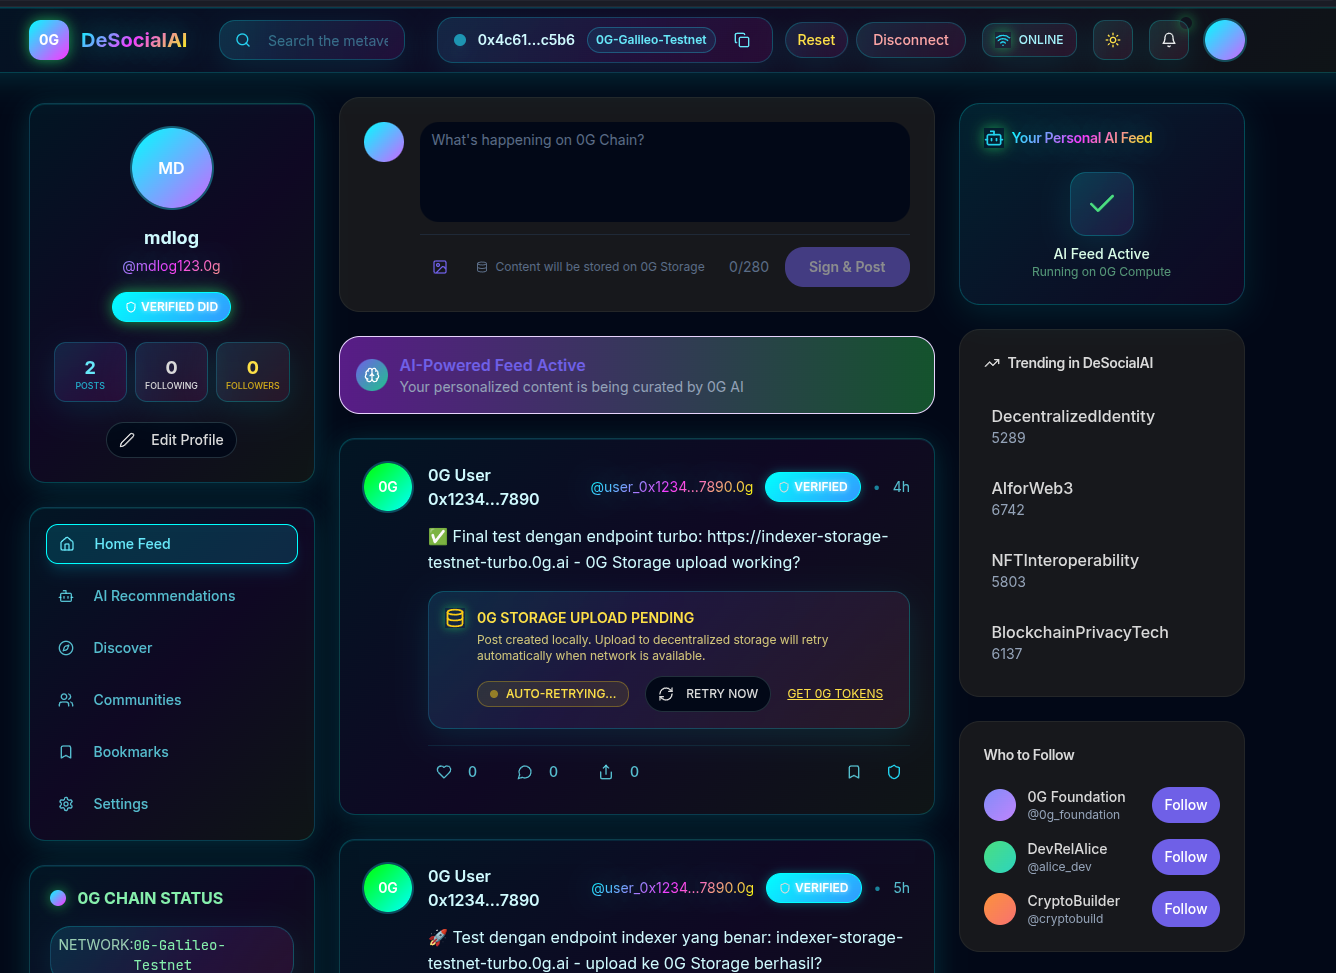 0G DeSocialAI
Search the metave
0x4c61...c5b6 0G-Galileo-Testnet
Reset
Disconnect
ONLINE
MD
mdlog
@mdlog123.0g
VERIFIED DID
2 POSTS
0 FOLLOWING
0 FOLLOWERS
Edit Profile
Home Feed
AI Recommendations
Discover
Communities
Bookmarks
Settings
0G CHAIN STATUS
NETWORK:0G-Galileo-
Testnet
What's happening on 0G Chain?
Content will be stored on 0G Storage 0/280 Sign & Post
AI-Powered Feed Active
Your personalized content is being curated by 0G AI
0G
0G User
0x1234...7890
@user_0x1234...7890.0g VERIFIED • 4h
✅ Final test dengan endpoint turbo: https://indexer-storage-
testnet-turbo.0g.ai - 0G Storage upload working?
0G STORAGE UPLOAD PENDING
Post created locally. Upload to decentralized storage will retry
automatically when network is available.
AUTO-RETRYING... RETRY NOW GET 0G TOKENS
0 0 0
0G
0G User
0x1234...7890
@user_0x1234...7890.0g VERIFIED • 5h
🚀 Test dengan endpoint indexer yang benar: indexer-storage-
testnet-turbo.0g.ai - upload ke 0G Storage berhasil?
Your Personal AI Feed
AI Feed Active
Running on 0G Compute
Trending in DeSocialAI
DecentralizedIdentity
5289
AIforWeb3
6742
NFTInteroperability
5803
BlockchainPrivacyTech
6137
Who to Follow
0G Foundation
@0g_foundation
Follow
DevRelAlice
@alice_dev
Follow
CryptoBuilder
@cryptobuild
Follow